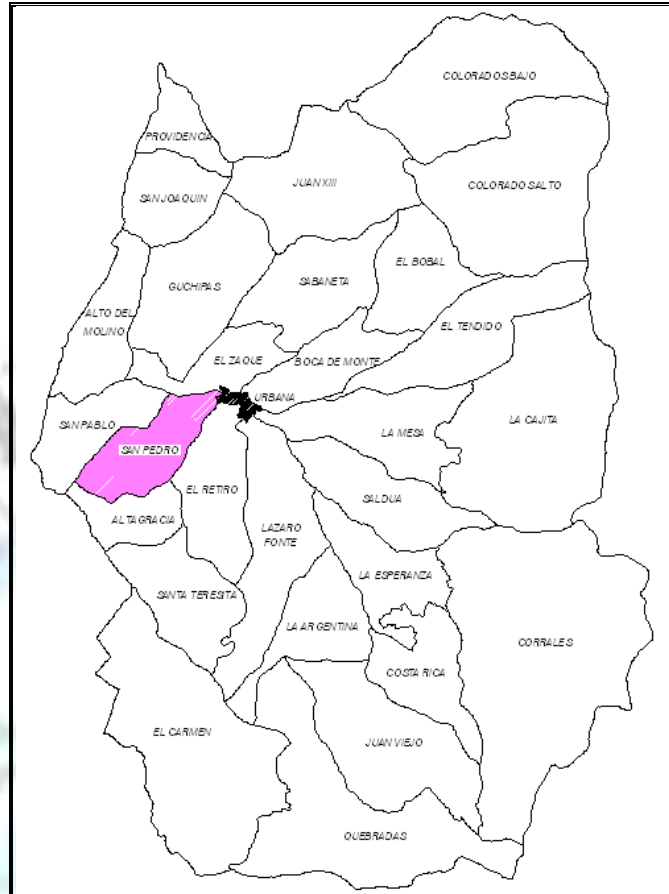 COLORADOS BAJO
PROVIDENCIA
JUAN XIII
COLORADOS ALTO
SAN JOAQUIN
EL BOBAL
SABANETA
GUCHIPAS
ALTO DEL
MOLINO
EL TENDIDO
EL ZAQUE
BOCA DE MONTE
URBANA
LA CAJITA
SAN PABLO
LA MESA
SAN PEDRO
EL RETIRO
SALDUA
ALTAGRACIA
LAZARO
FONTE
LA ESPERANZA
SANTA TERESITA
LA ARGENTINA
CORRALES
COSTA RICA
EL CARMEN
JUAN VIEJO
QUEBRADAS